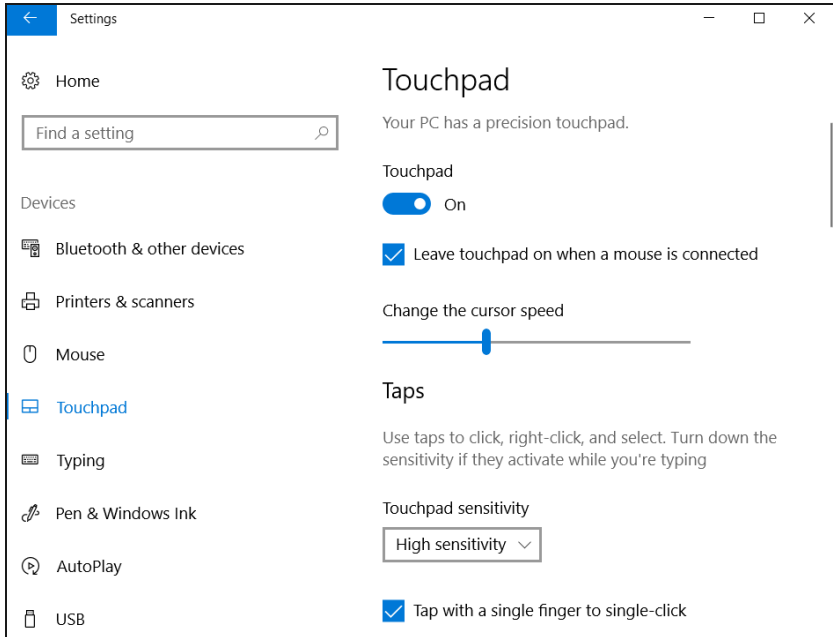 Settings
Home
Find a setting
Devices
Bluetooth & other devices
Printers & scanners
Mouse
Touchpad
Typing
Pen & Windows Ink
AutoPlay
USB
Touchpad
Your PC has a precision touchpad.
Touchpad
On
Leave touchpad on when a mouse is connected
Change the cursor speed
Taps
Use taps to click, right-click, and select. Turn down the
sensitivity if they activate while you're typing
Touchpad sensitivity
High sensitivity
Tap with a single finger to single-click